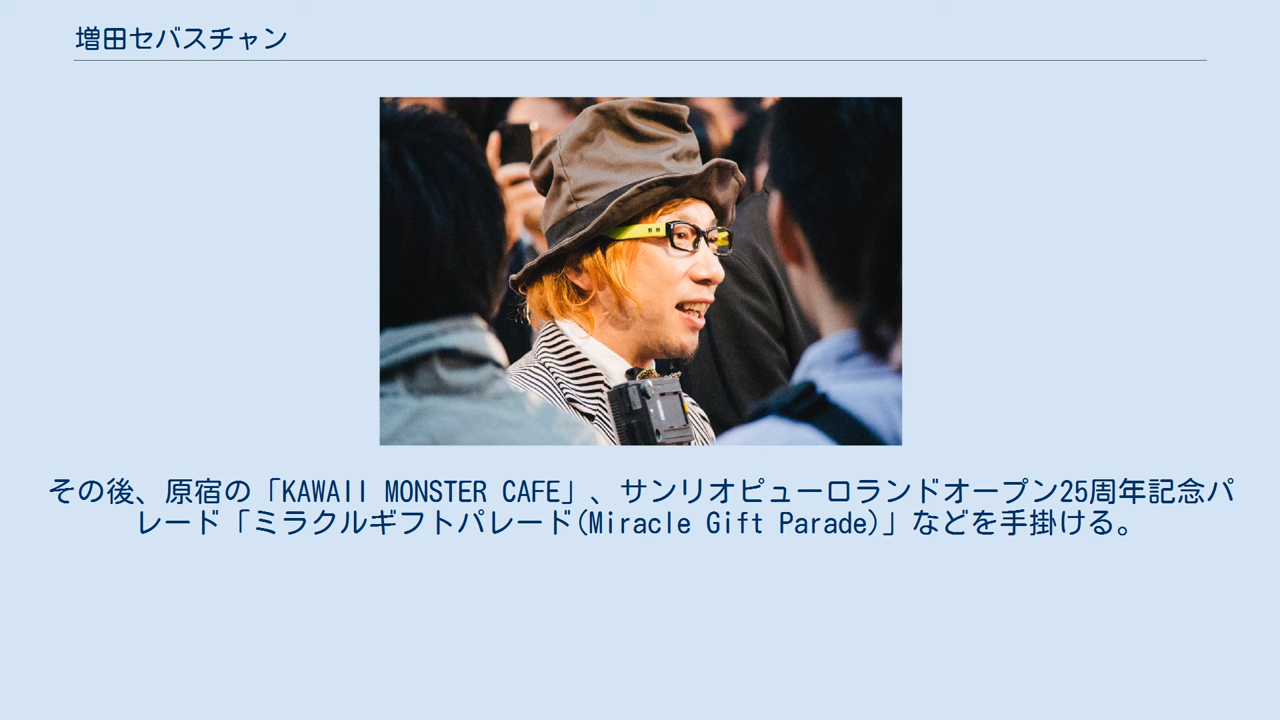 増田セバスチャン
その後、原宿の「KAWAII MONSTER CAFE」、サンリオピューロランドオープン25周年記念パ
レード「ミラクルギフトパレード(Miracle Gift Parade)」などを手掛ける。